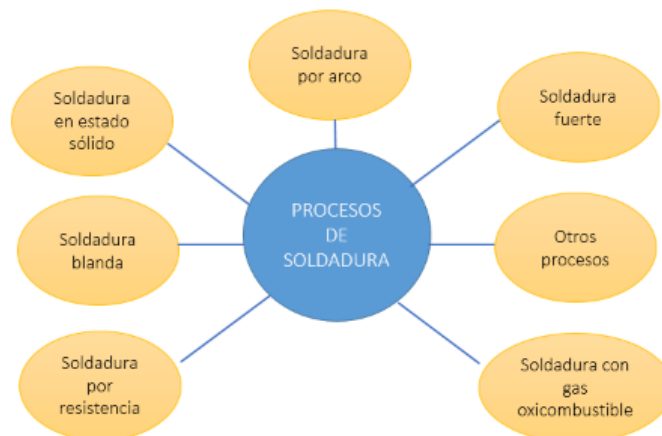 Soldadura
por arco
Soldadura
en estado
sólido
Soldadura
fuerte
PROCESOS
DE
SOLDADURA
Soldadura
blanda
Otros
procesos
Soldadura
por
resistencia
Soldadura con
gas
oxicombustible